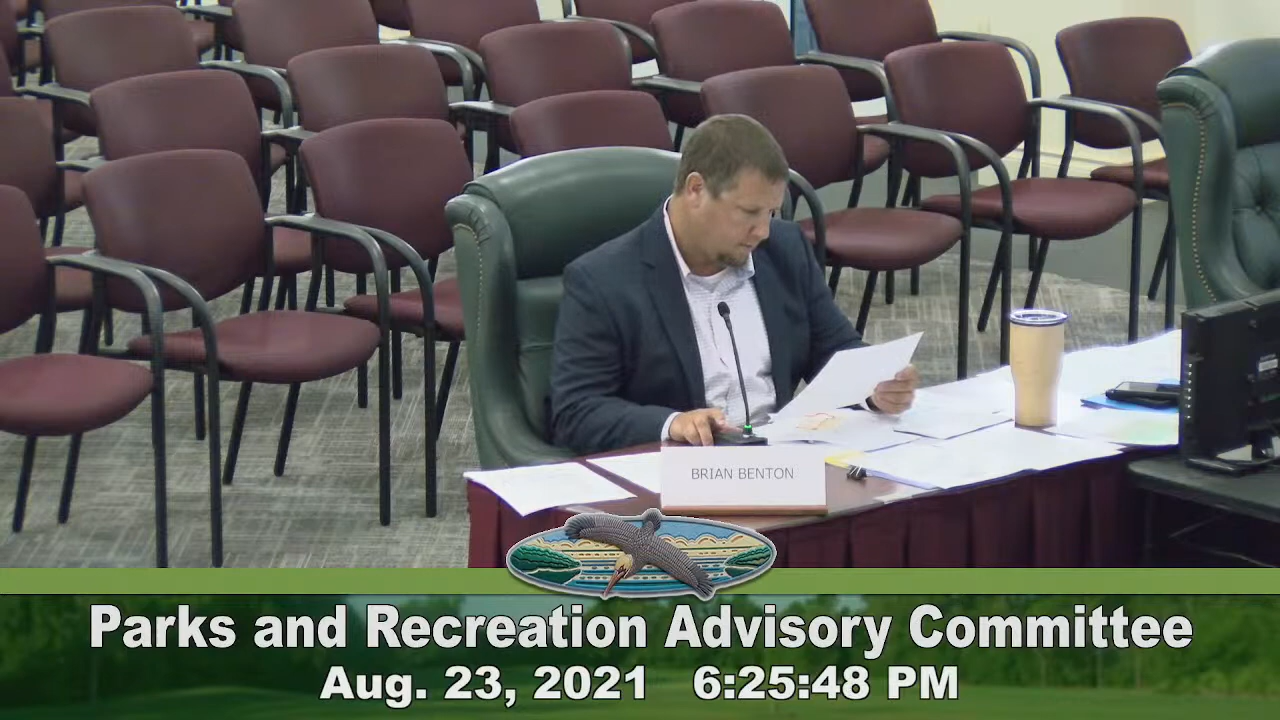 BRIAN BENTON
Parks and Recreation Advisory Committee
Aug. 23, 2021 6:25:48 PM